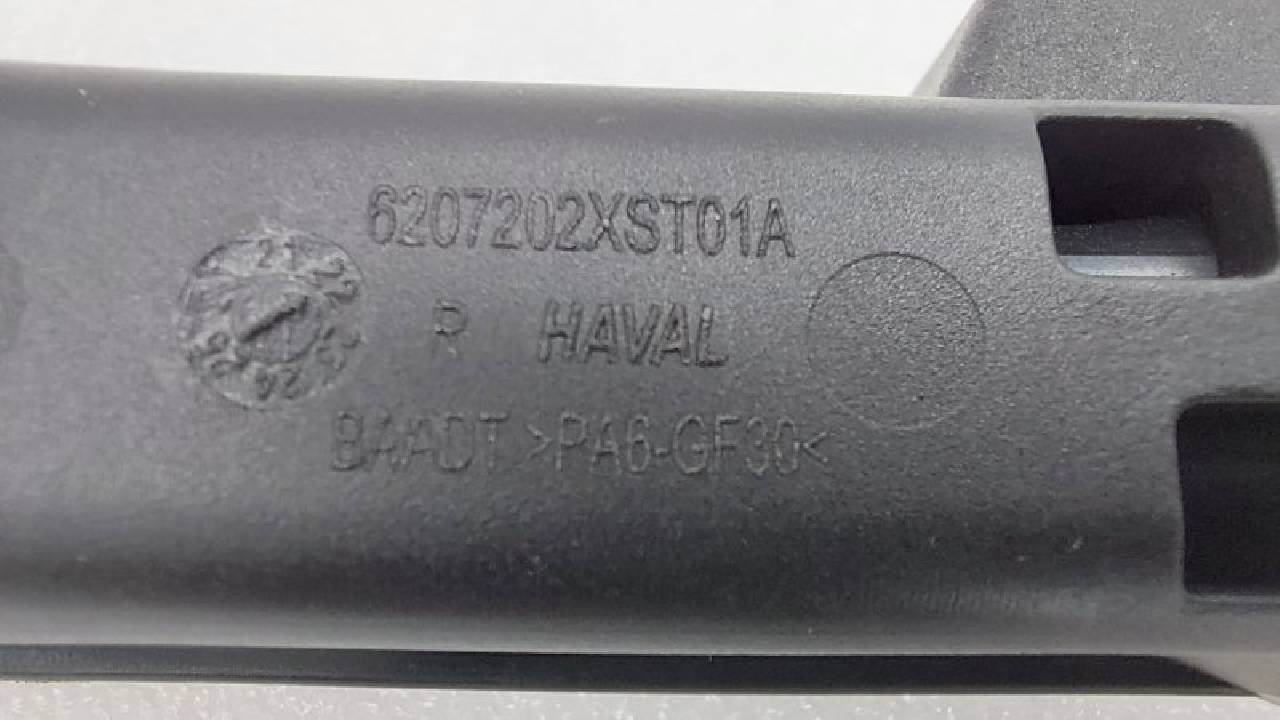 6207202XST01A
R HAVAL
>PA6-GF30<